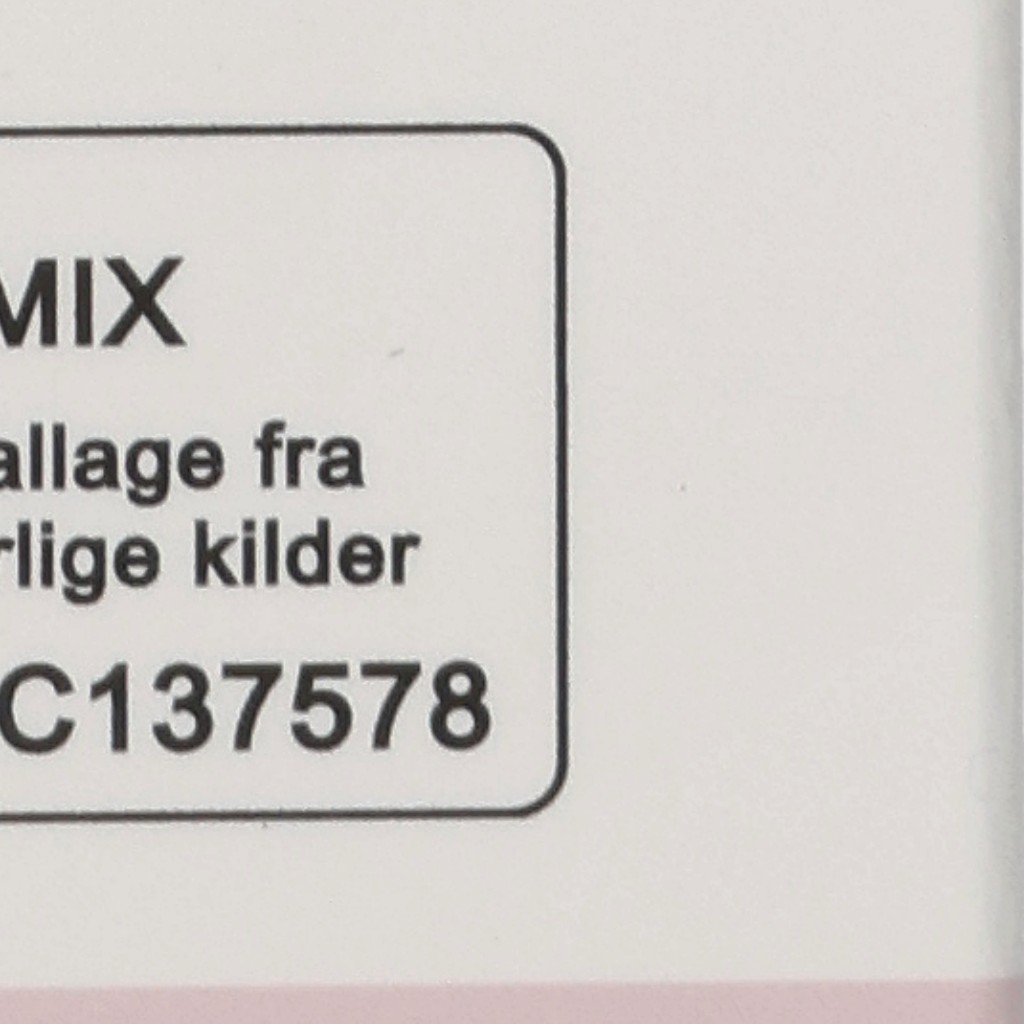 MIX
allage fra
rlige kilder
C137578